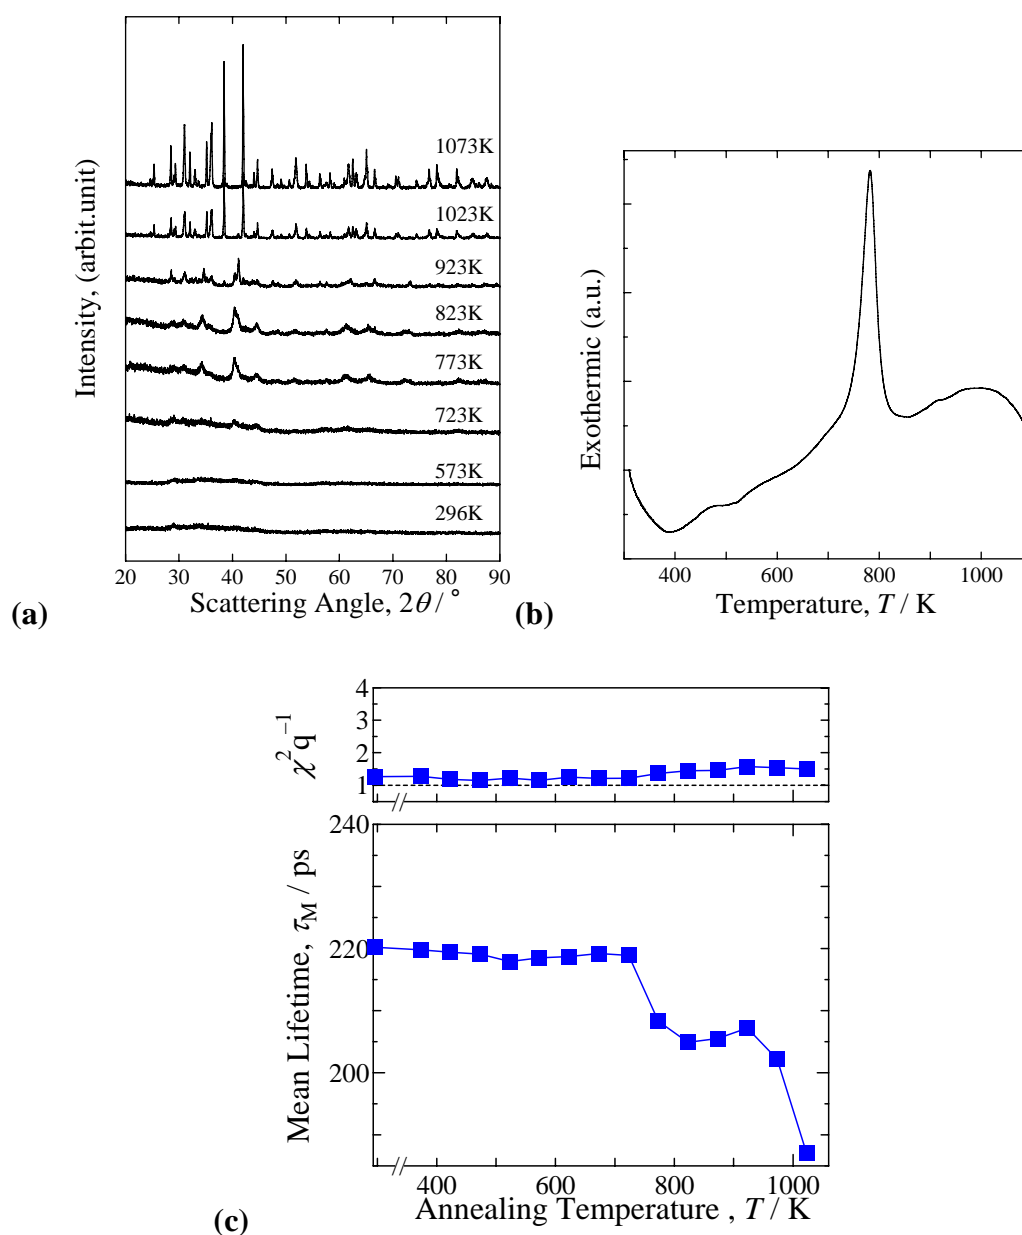 Intensity, (arbit.unit)
1073K
1023K
923K
823K
773K
723K
573K
296K
20 30 40 50 60 70 80 90
Scattering Angle, 2θ / °
(a)
Exothermic (a.u.)
400 600 800 1000
Temperature, T / K
(b)
χ² q⁻¹
4
3
2
1
Mean Lifetime, τM / ps
240
220
200
400 600 800 1000
Annealing Temperature , T / K
(c)